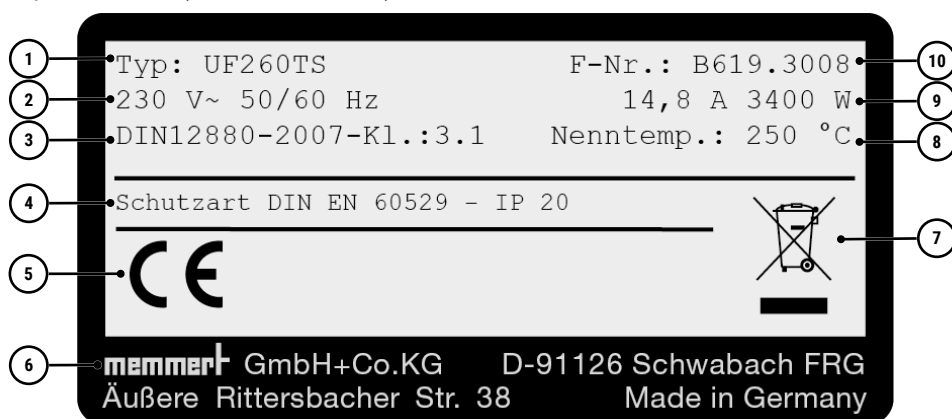 1 Typ: UF260TS F-Nr.: B619.3008 10
2 230 V~ 50/60 Hz 14,8 A 3400 W 9
3 DIN12880-2007-Kl.:3.1 Nenntemp.: 250 °C 8
4 Schutzart DIN EN 60529 – IP 20
7
5 CE
6 memmert GmbH+Co.KG D-91126 Schwabach FRG
Äußere Rittersbacher Str. 38 Made in Germany